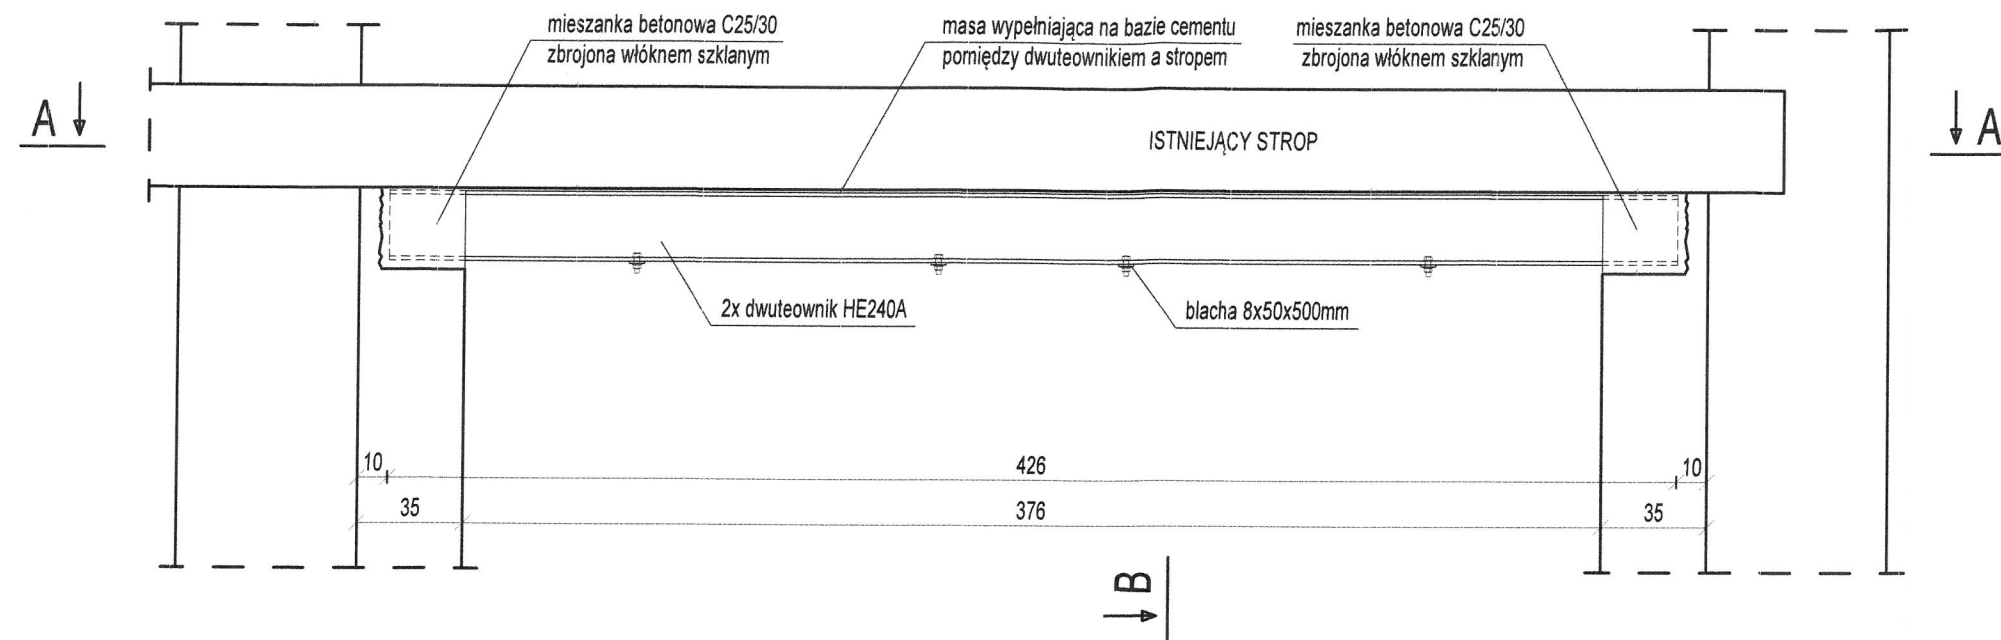 mieszanka betonowa C25/30
zbrojona włóknem szklanym
masa wypełniająca na bazie cementu
pomiędzy dwuteownikiem a stropem
mieszanka betonowa C25/30
zbrojona włóknem szklanym
A
ISTNIEJĄCY STROP
A
2x dwuteownik HE240A
blacha 8x50x500mm
10
426
10
35
376
35
B